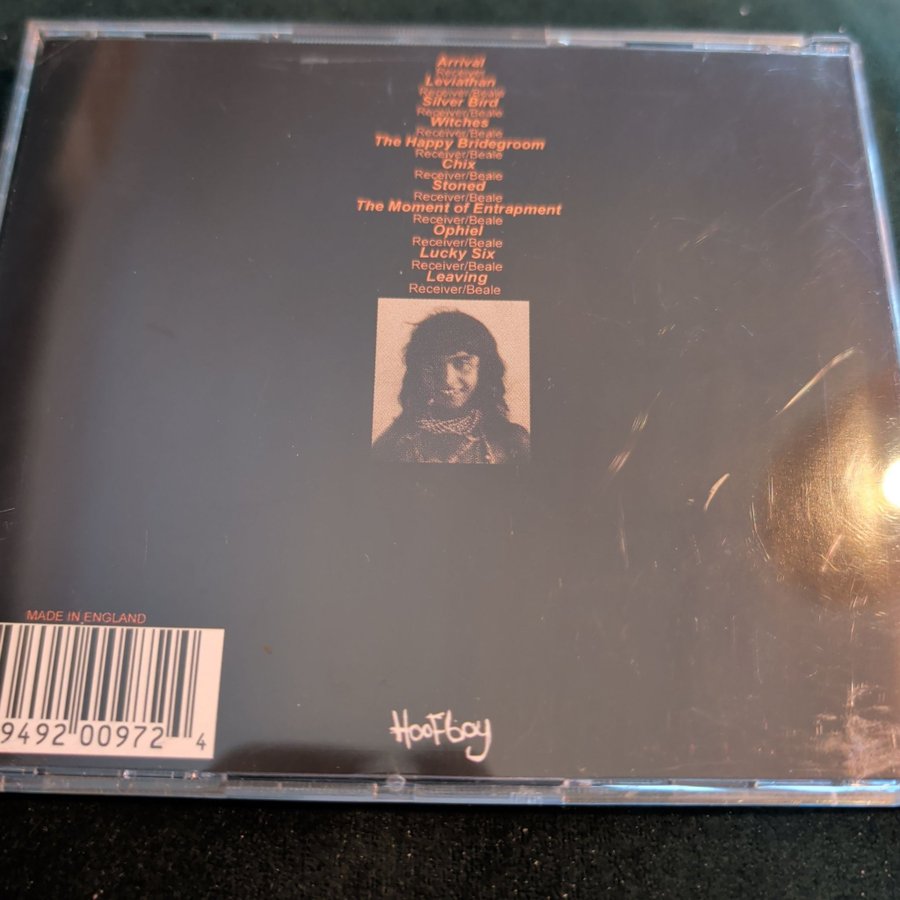 Arrival
Receiver
Leviathan
Receiver/Beale
Silver Bird
Receiver/Beale
Witches
Receiver/Beale
The Happy Bridegroom
Receiver/Beale
Chix
Receiver/Beale
Stoned
Receiver/Beale
The Moment of Entrapment
Receiver/Beale
Ophiel
Receiver/Beale
Lucky Six
Receiver/Beale
Leaving
Receiver/Beale
MADE IN ENGLAND
9492 00972 4
Hoofboy